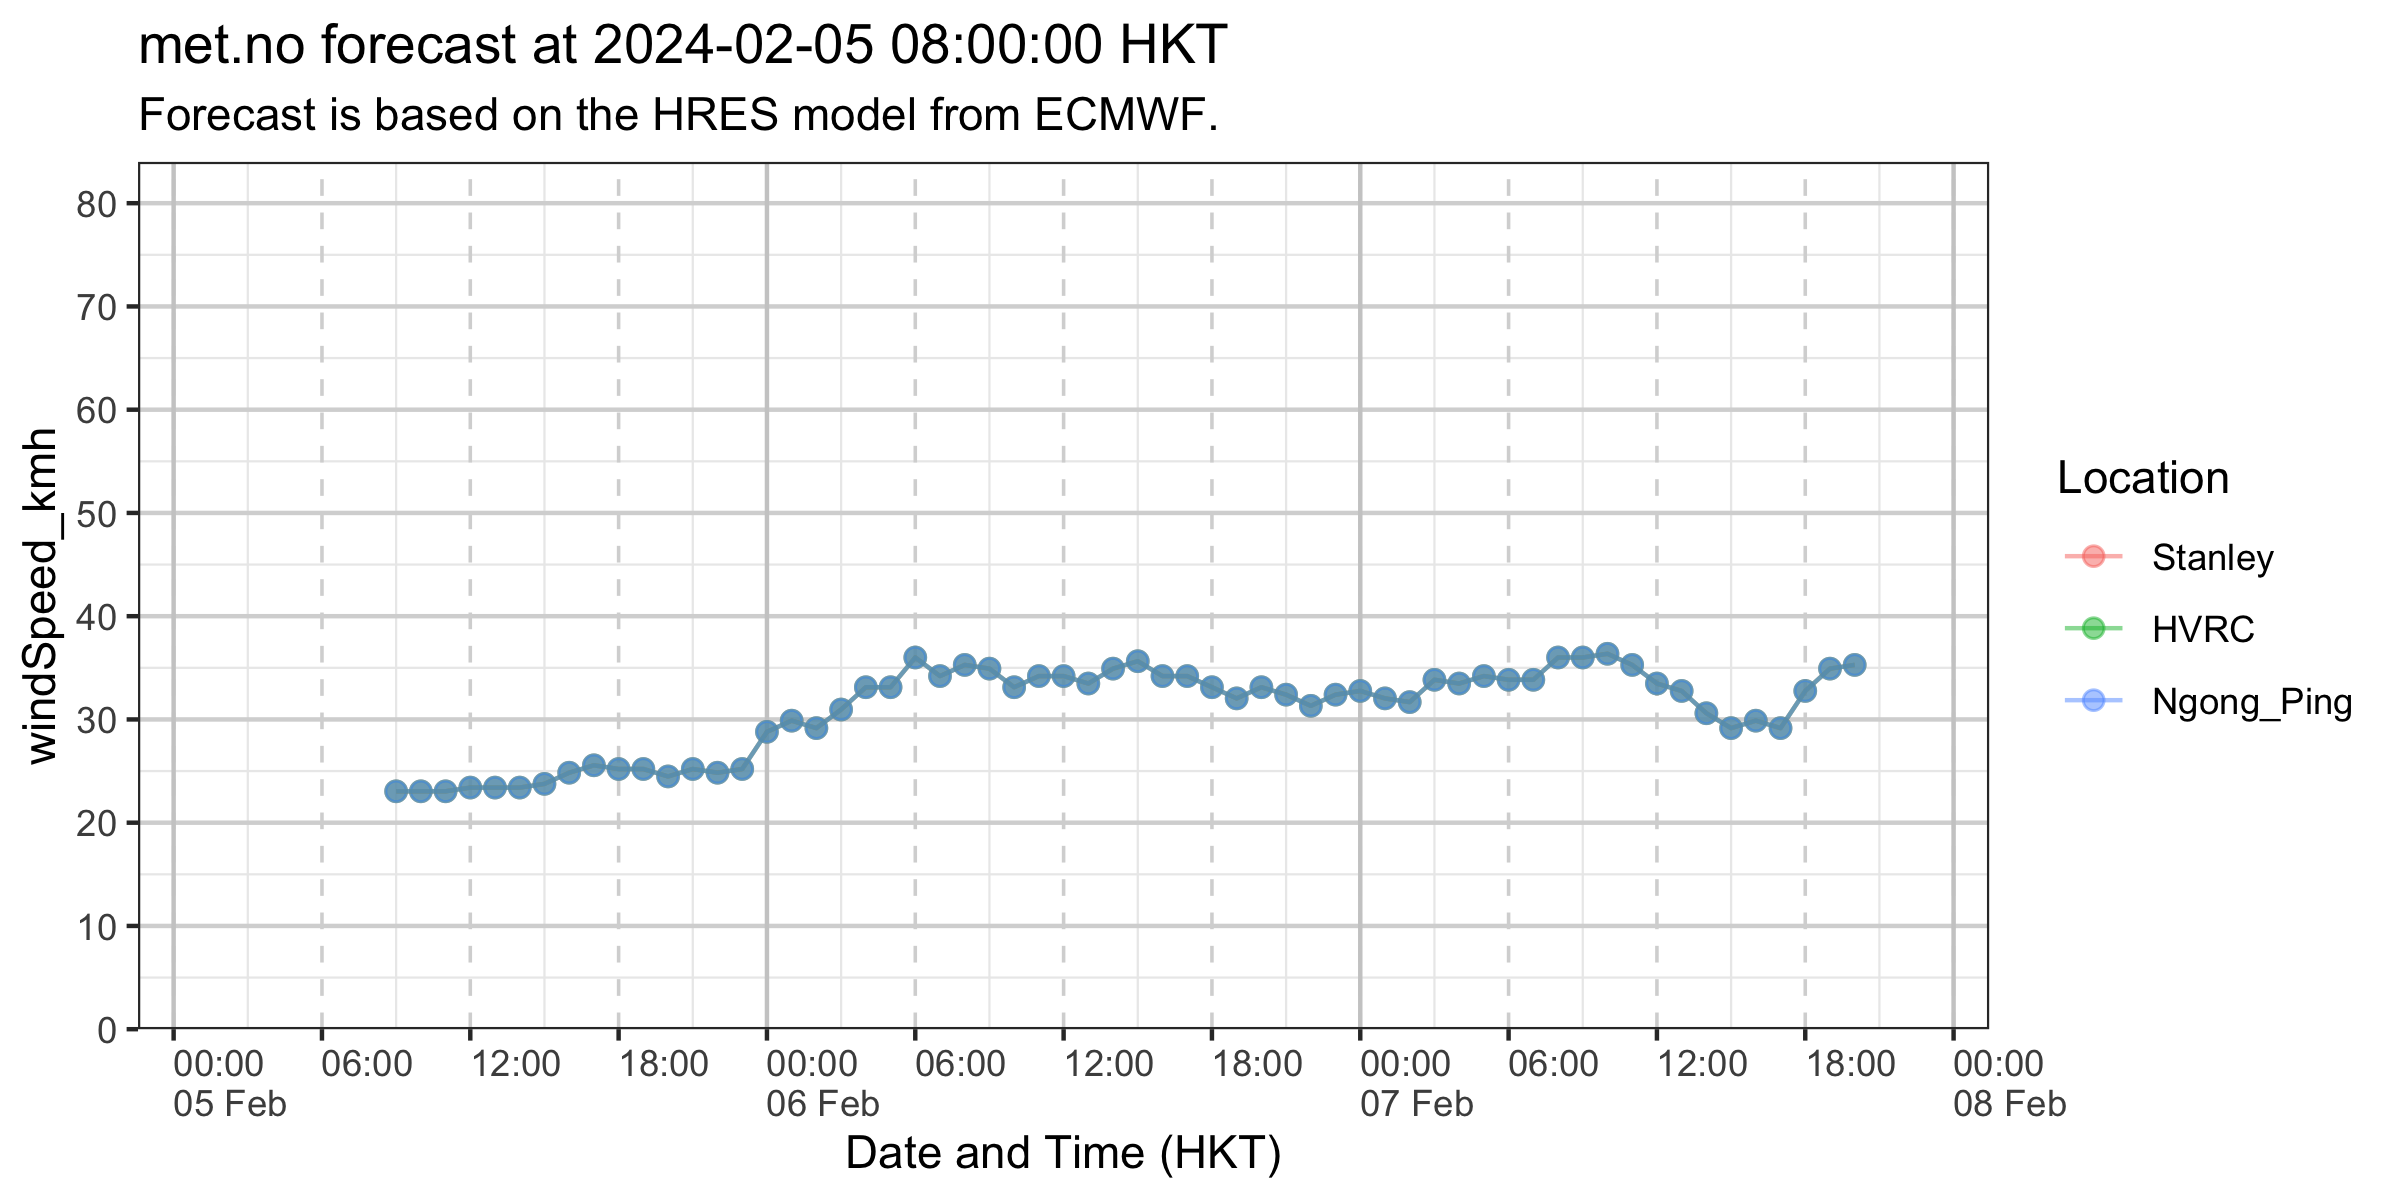 met.no forecast at 2024-02-05 08:00:00 HKT
Forecast is based on the HRES model from ECMWF.
windSpeed_kmh
80
70
60
50
40
30
20
10
0
00:00 06:00 12:00 18:00 00:00 06:00 12:00 18:00 00:00 06:00 12:00 18:00 00:00
05 Feb 06 Feb 07 Feb 08 Feb
Date and Time (HKT)
Location
Stanley
HVRC
Ngong_Ping